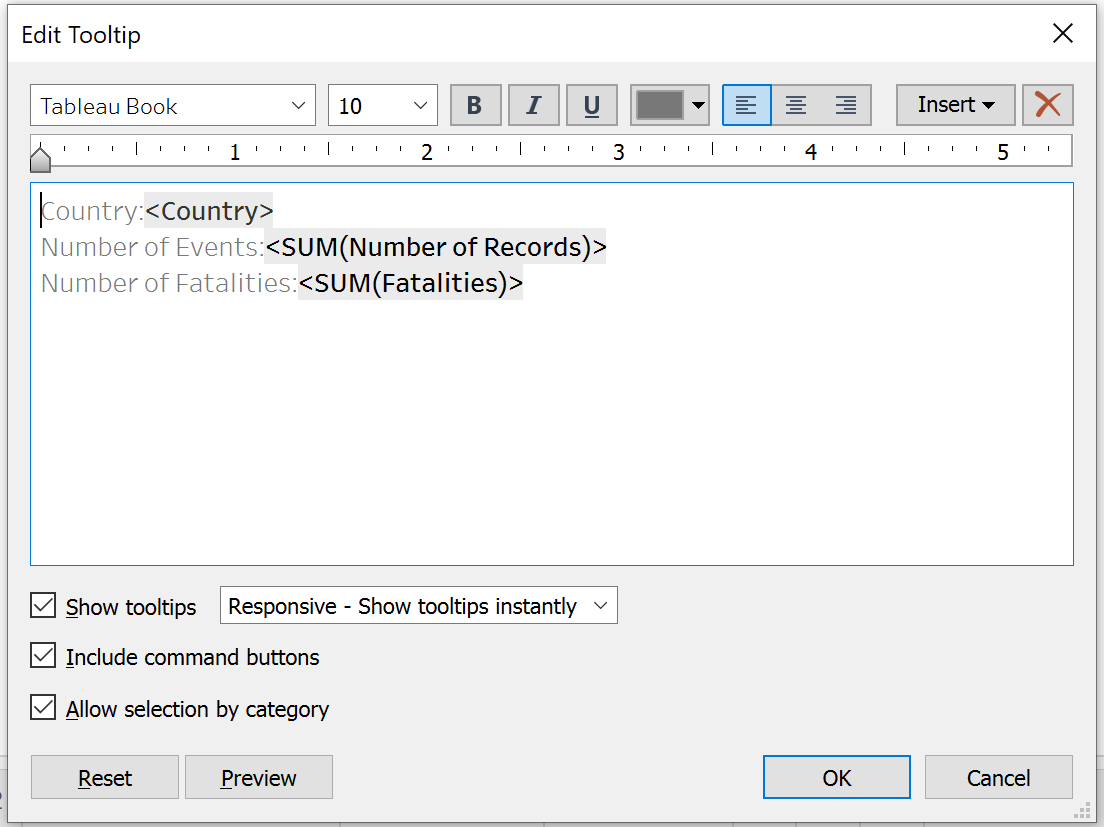 Edit Tooltip
Tableau Book 10 B I U Insert
1 2 3 4 5
Country:<Country>
Number of Events:<SUM(Number of Records)>
Number of Fatalities:<SUM(Fatalities)>
Show tooltips Responsive - Show tooltips instantly
Include command buttons
Allow selection by category
Reset Preview OK Cancel